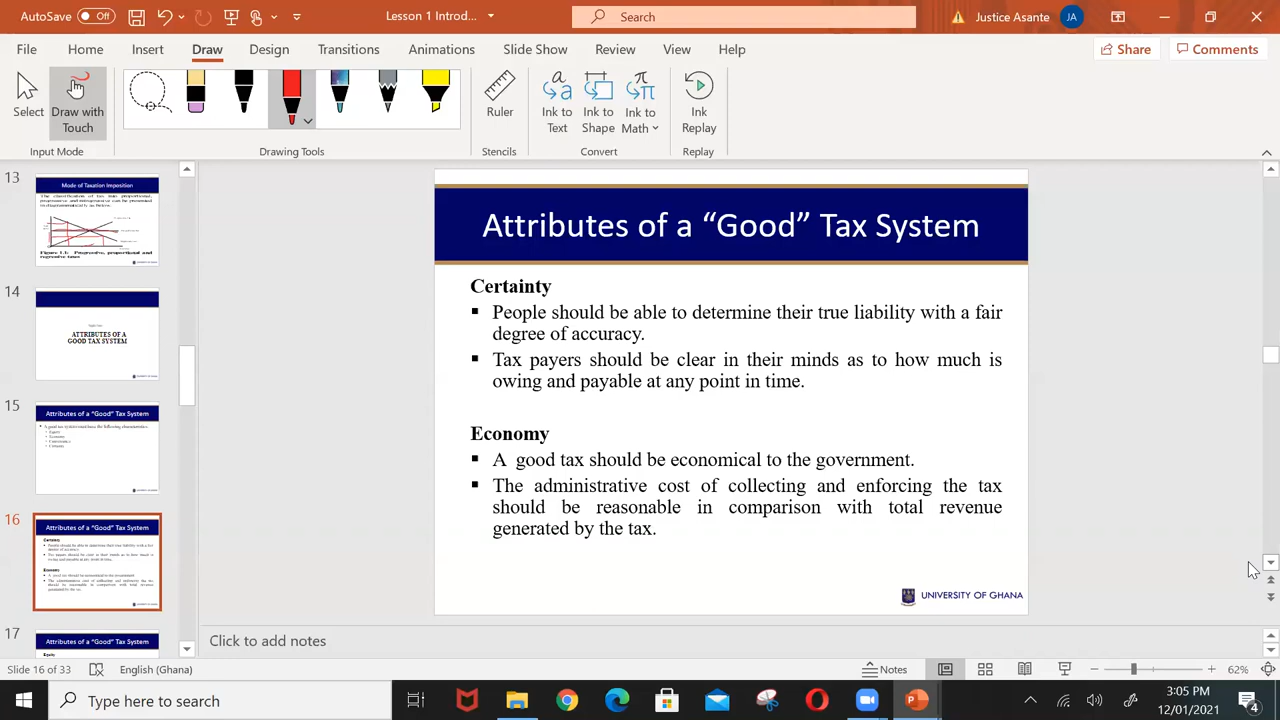 AutoSave Off
Lesson 1 Introd...
Search
Justice Asante
JA
File
Home
Insert
Draw
Design
Transitions
Animations
Slide Show
Review
View
Help
Share
Comments
Select
Draw with
Touch
Ruler
Ink to
Text
Ink to
Shape
Ink to
Math
Ink
Replay
Input Mode
Drawing Tools
Stencils
Convert
Replay
13
Mode of Taxation Imposition
14
ATTRIBUTES OF A
GOOD TAX SYSTEM
15
Attributes of a “Good” Tax System
16
Attributes of a “Good” Tax System
17
Attributes of a “Good” Tax System
Attributes of a “Good” Tax System
Certainty
▪ People should be able to determine their true liability with a fair
degree of accuracy.
▪ Tax payers should be clear in their minds as to how much is
owing and payable at any point in time.
Economy
▪ A good tax should be economical to the government.
▪ The administrative cost of collecting and enforcing the tax
should be reasonable in comparison with total revenue
generated by the tax.
UNIVERSITY OF GHANA
Click to add notes
Slide 16 of 33
English (Ghana)
Notes
62%
Type here to search
3:05 PM
12/01/2021
4